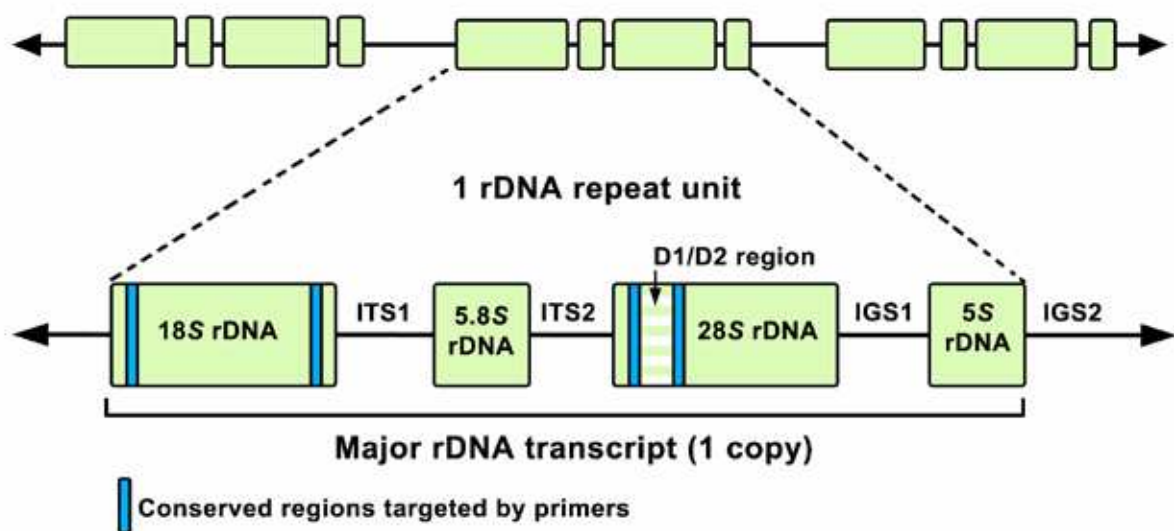 1 rDNA repeat unit
D1/D2 region
18S rDNA
ITS1
5.8S
rDNA
ITS2
28S rDNA
IGS1
5S
rDNA
IGS2
Major rDNA transcript (1 copy)
Conserved regions targeted by primers